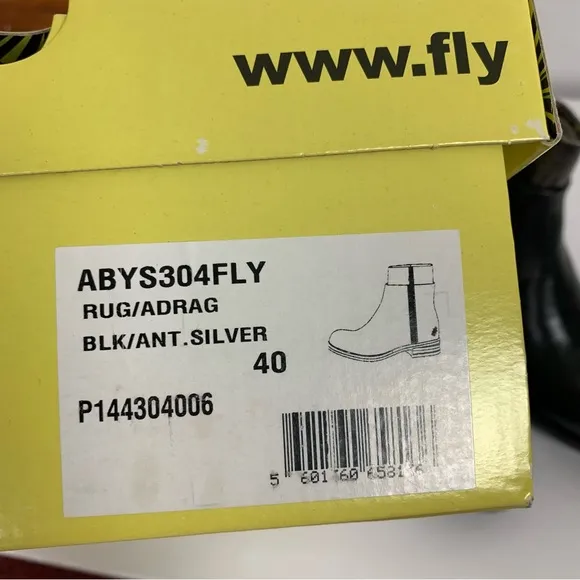 www.fly
ABYS304FLY
RUG/ADRAG
BLK/ANT.SILVER
40
P144304006